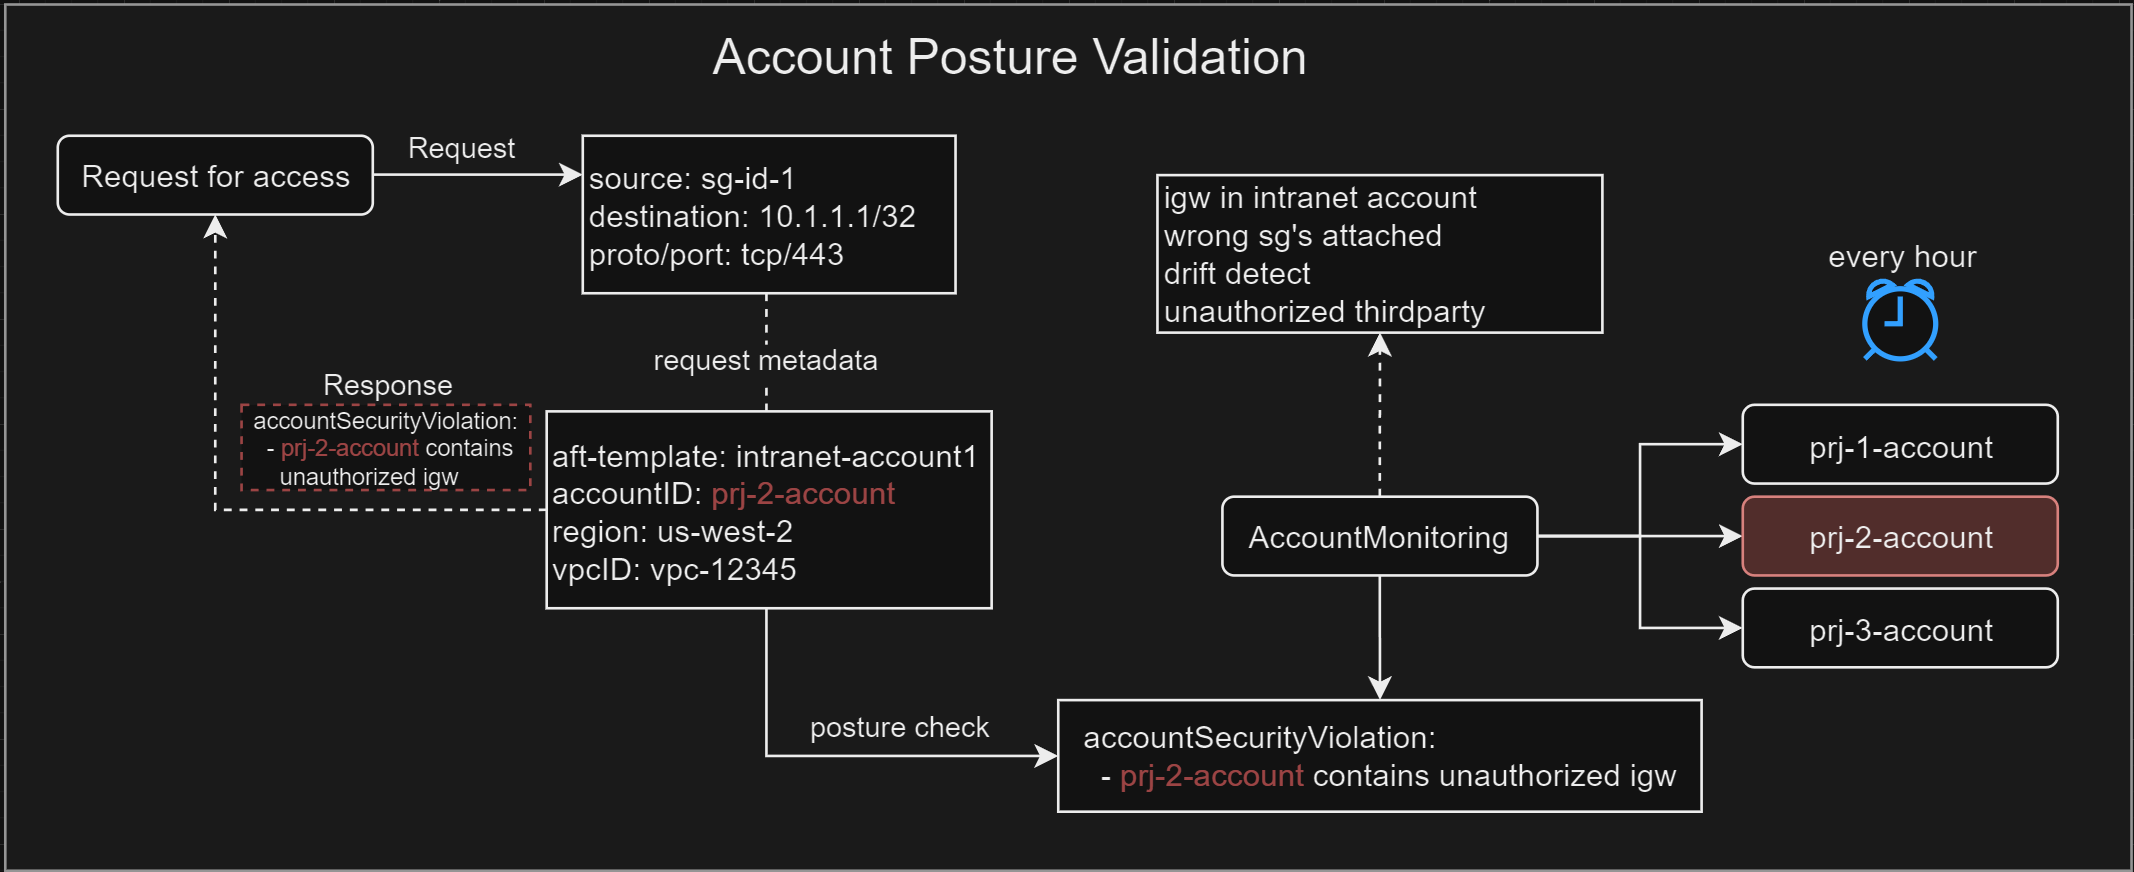 Account Posture Validation
Request for access
Request
source: sg-id-1
destination: 10.1.1.1/32
proto/port: tcp/443
request metadata
Response
accountSecurityViolation:
- prj-2-account contains
unauthorized igw
aft-template: intranet-account1
accountID: prj-2-account
region: us-west-2
vpcID: vpc-12345
posture check
igw in intranet account
wrong sg's attached
drift detect
unauthorized thirdparty
AccountMonitoring
accountSecurityViolation:
- prj-2-account contains unauthorized igw
every hour
prj-1-account
prj-2-account
prj-3-account